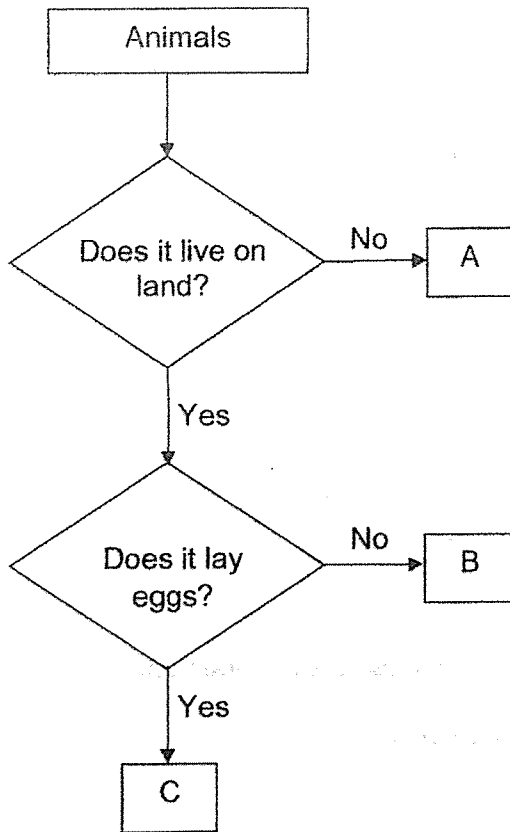 Animals
Does it live on
land?
No
A
Yes
Does it lay
eggs?
No
B
Yes
C